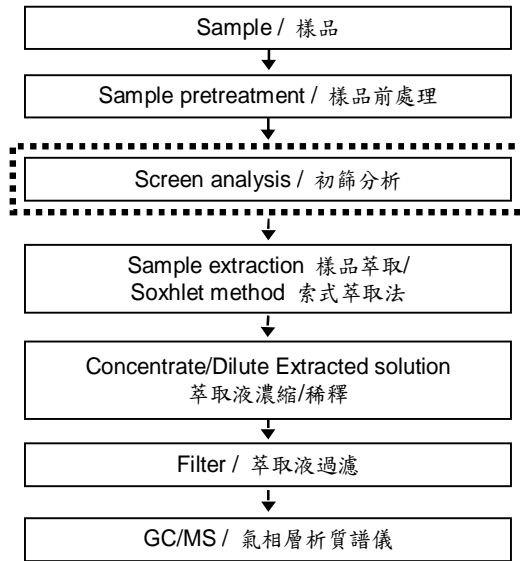 Sample / 樣品
Sample pretreatment / 樣品前處理
Screen analysis / 初篩分析
Sample extraction 樣品萃取/
Soxhlet method 索式萃取法
Concentrate/Dilute Extracted solution
萃取液濃縮/稀釋
Filter / 萃取液過濾
GC/MS / 氣相層析質譜儀